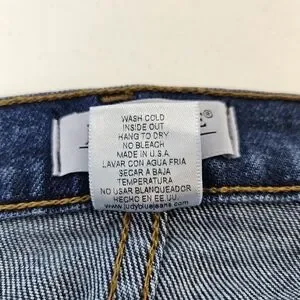 E®
WASH COLD
INSIDE OUT
HANG TO DRY
NO BLEACH
MADE IN U.S.A
LAVAR CON AGUA FRIA
SECAR A BAJA
TEMPERATURA
NO USAR BLANQUEADOR
HECHO EN EE.UU.
www.judybluejeans.com